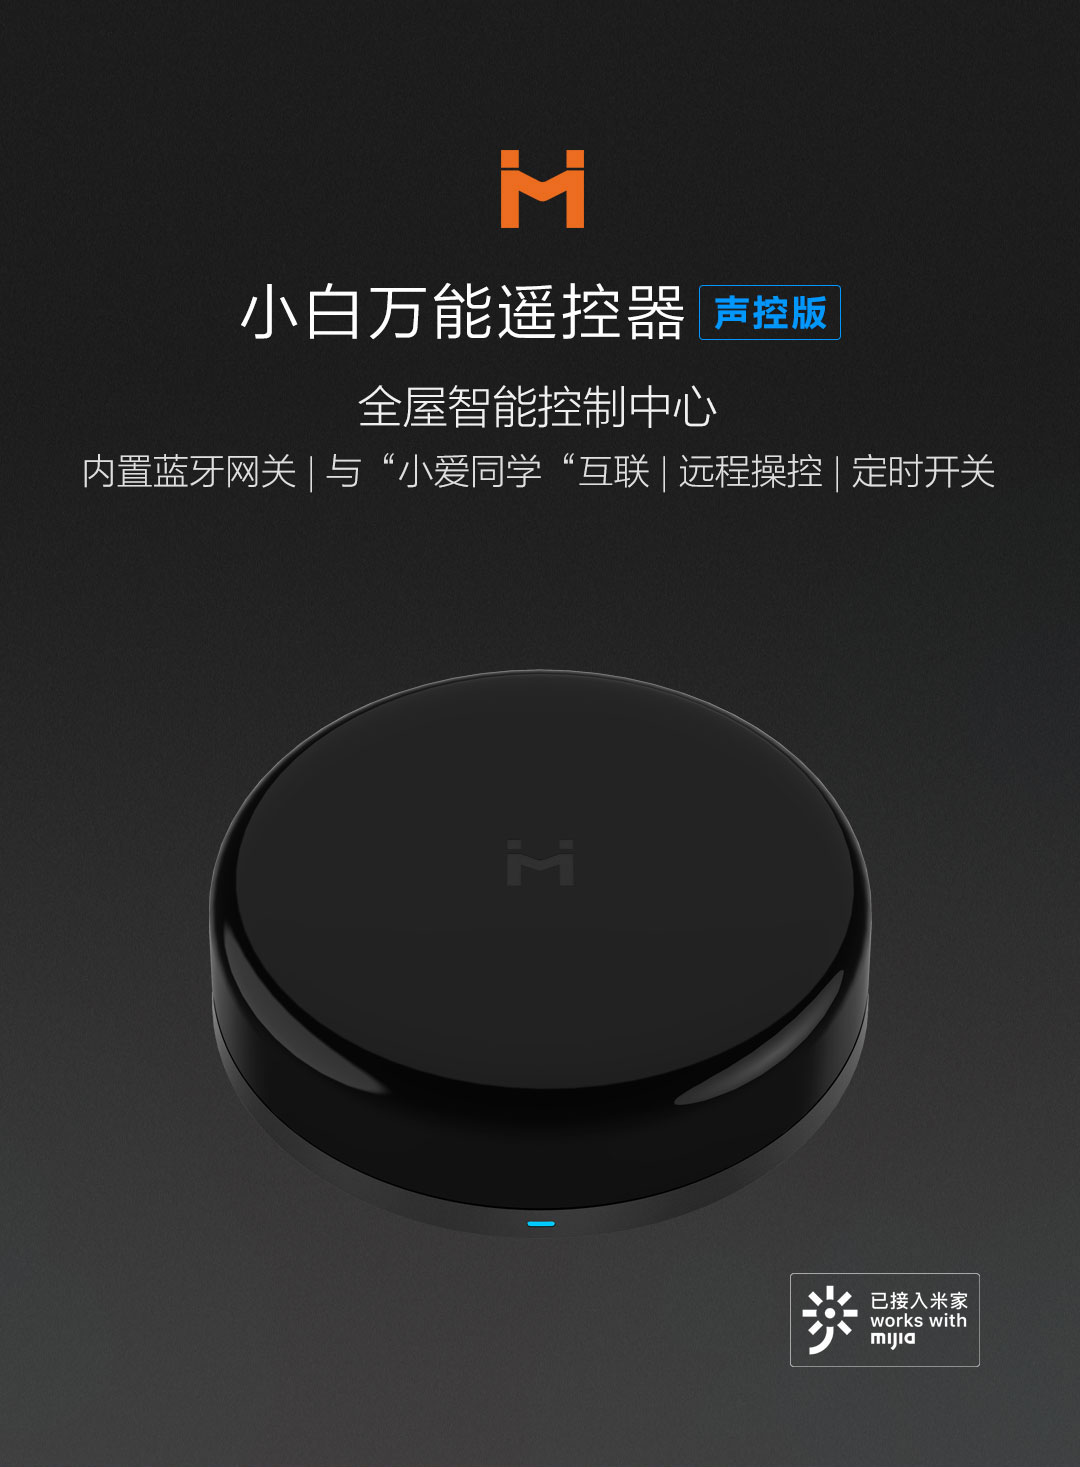 小白万能遥控器 声控版
全屋智能控制中心
内置蓝牙网关 | 与“小爱同学“互联 | 远程操控 | 定时开关
已接入米家
works with
mijia